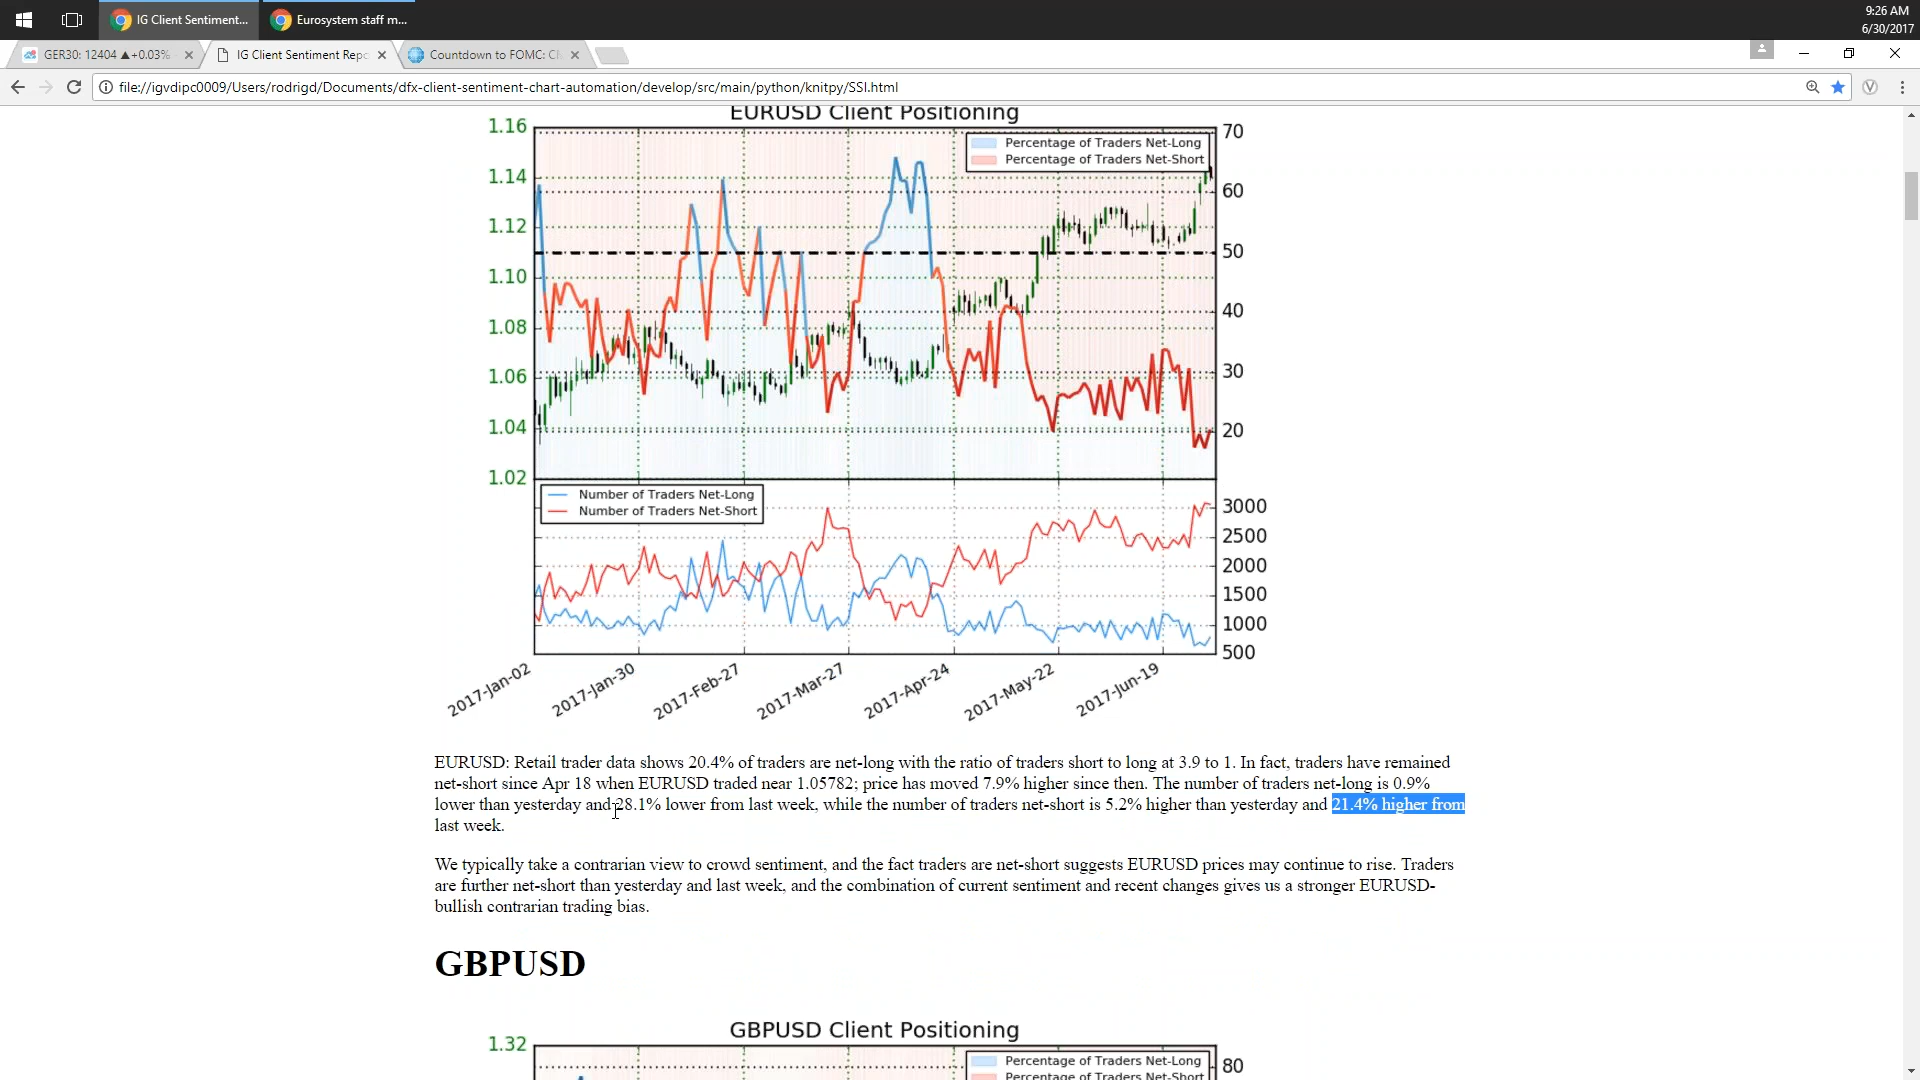 IG Client Sentiment...
Eurosystem staff m...
9:26 AM
6/30/2017
GER30: 12404 ▲+0.03%
IG Client Sentiment Repo
Countdown to FOMC: C
file://igvdipc0009/Users/rodrigd/Documents/dfx-client-sentiment-chart-automation/develop/src/main/python/knitpy/SSI.html
EURUSD Client Positioning
Percentage of Traders Net-Long
Percentage of Traders Net-Short
1.16
1.14
1.12
1.10
1.08
1.06
1.04
1.02
70
60
50
40
30
20
Number of Traders Net-Long
Number of Traders Net-Short
3000
2500
2000
1500
1000
500
2017-Jan-02
2017-Jan-30
2017-Feb-27
2017-Mar-27
2017-Apr-24
2017-May-22
2017-Jun-19
EURUSD: Retail trader data shows 20.4% of traders are net-long with the ratio of traders short to long at 3.9 to 1. In fact, traders have remained
net-short since Apr 18 when EURUSD traded near 1.05782; price has moved 7.9% higher since then. The number of traders net-long is 0.9%
lower than yesterday and 28.1% lower from last week, while the number of traders net-short is 5.2% higher than yesterday and 21.4% higher from
last week.
We typically take a contrarian view to crowd sentiment, and the fact traders are net-short suggests EURUSD prices may continue to rise. Traders
are further net-short than yesterday and last week, and the combination of current sentiment and recent changes gives us a stronger EURUSD-
bullish contrarian trading bias.
GBPUSD
GBPUSD Client Positioning
1.32
Percentage of Traders Net-Long
Percentage of Traders Net-Short
80